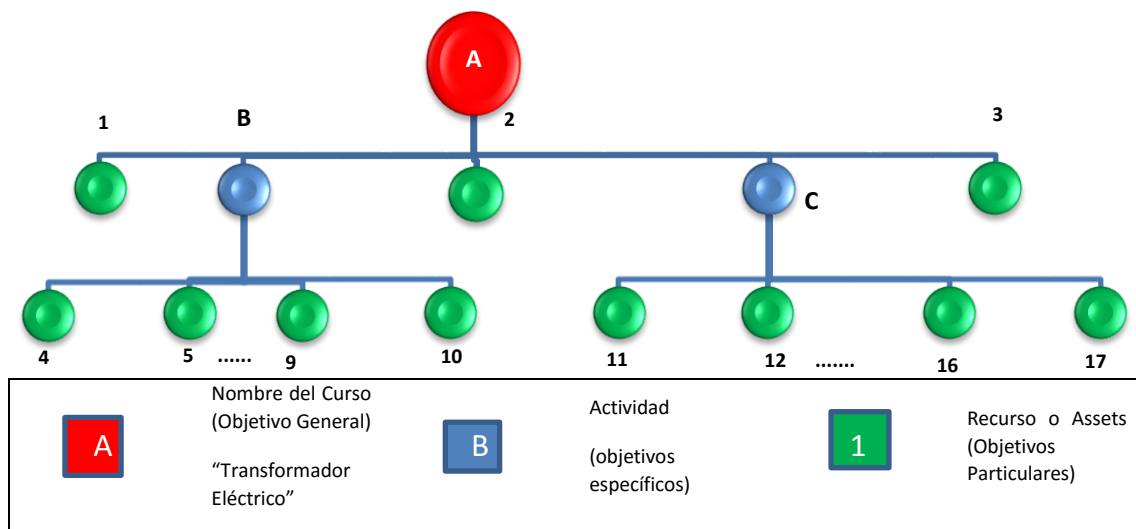 A
1 B 2 3
C
4 5 ...... 9 10 11 12 ....... 16 17
A
Nombre del Curso
(Objetivo General)
“Transformador
Eléctrico”
B
Actividad
(objetivos
específicos)
1
Recurso o Assets
(Objetivos
Particulares)